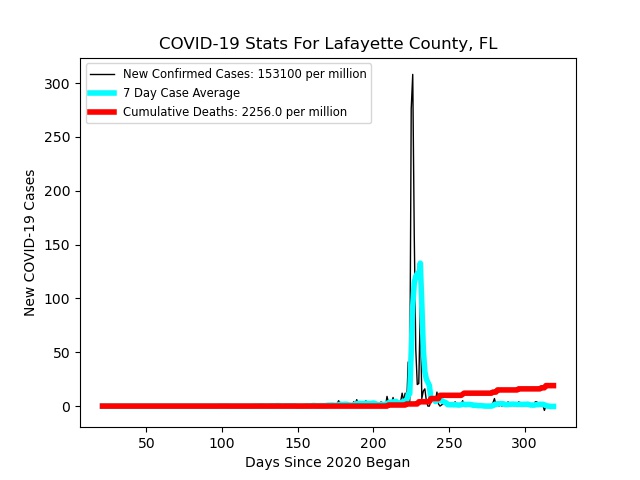 COVID-19 Stats For Lafayette County, FL
New Confirmed Cases: 153100 per million
7 Day Case Average
Cumulative Deaths: 2256.0 per million
New COVID-19 Cases
300
250
200
150
100
50
0
50 100 150 200 250 300
Days Since 2020 Began